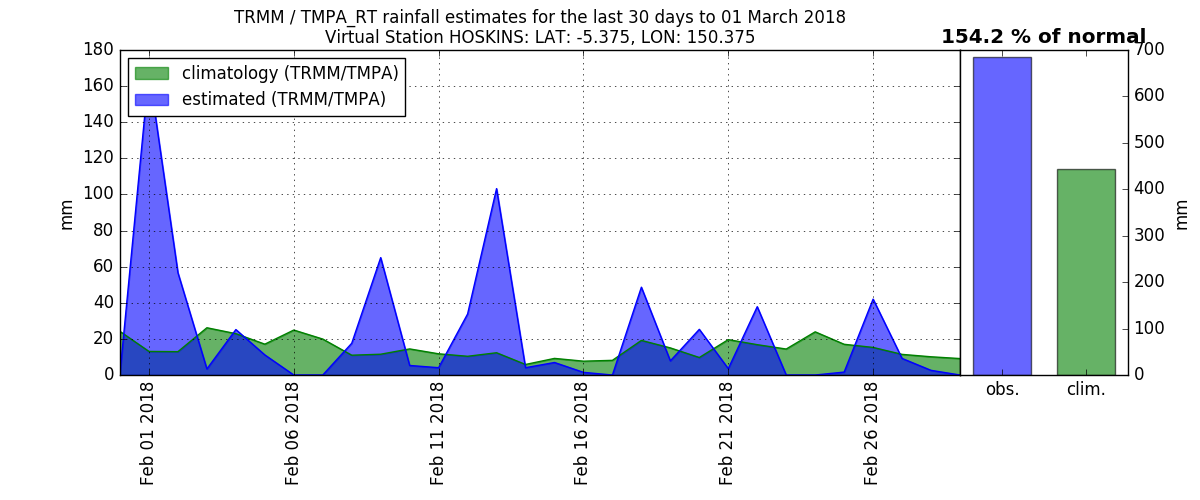 TRMM / TMPA_RT rainfall estimates for the last 30 days to 01 March 2018
Virtual Station HOSKINS: LAT: -5.375, LON: 150.375
154.2 % of normal
climatology (TRMM/TMPA)
estimated (TRMM/TMPA)
mm
180
160
140
120
100
80
60
40
20
0
Feb 01 2018
Feb 06 2018
Feb 11 2018
Feb 16 2018
Feb 21 2018
Feb 26 2018
obs.
clim.
700
600
500
400
300
200
100
0
mm